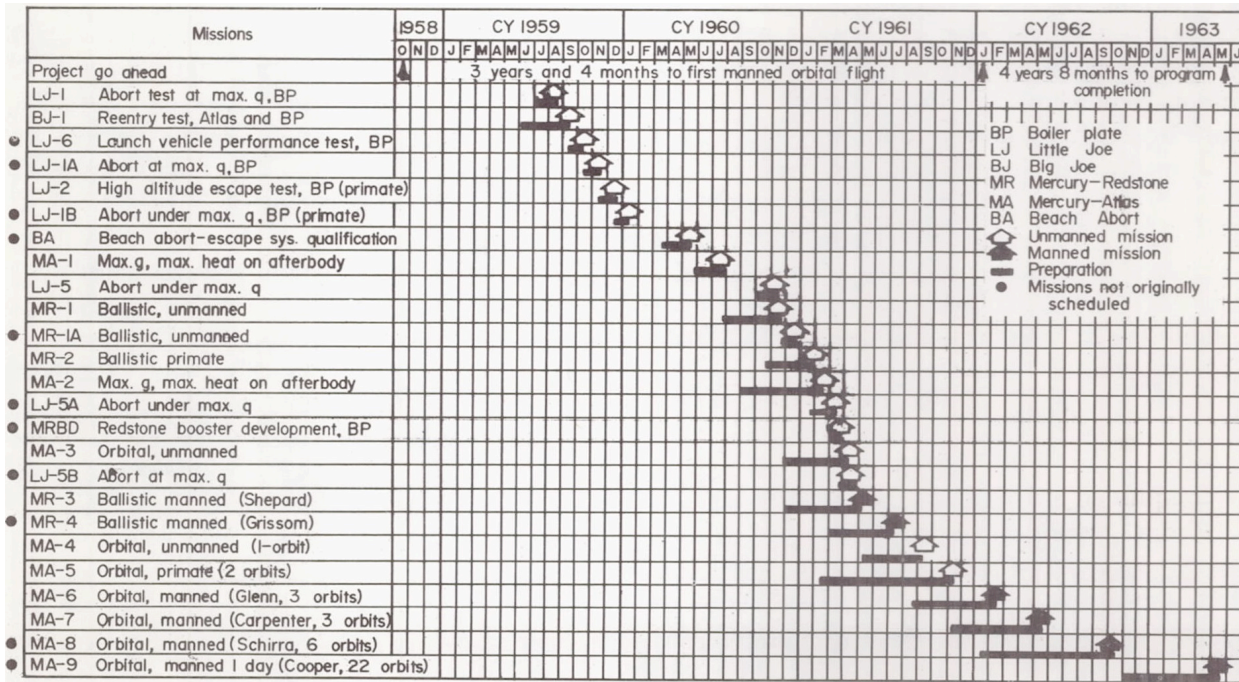 Missions
1958 CY 1959 CY 1960 CY 1961 CY 1962 1963
O N D J F M A M J J A S O N D J F M A M J J A S O N D J F M A M J J A S O N D J F M A M J J A S O N D J F M A M J
Project go ahead 3 years and 4 months to first manned orbital flight 4 years 8 months to program
completion
LJ-1 Abort test at max. q, BP
BJ-1 Reentry test, Atlas and BP
LJ-6 Launch vehicle performance test, BP
LJ-1A Abort at max. q, BP
LJ-2 High altitude escape test, BP (primate)
LJ-1B Abort under max. q, BP (primate)
BA Beach abort-escape sys. qualification
MA-1 Max.g, max. heat on afterbody
LJ-5 Abort under max. q
MR-1 Ballistic, unmanned
MR-1A Ballistic, unmanned
MR-2 Ballistic primate
MA-2 Max. g, max. heat on afterbody
LJ-5A Abort under max. q
MRBD Redstone booster development, BP
MA-3 Orbital, unmanned
LJ-5B Abort at max. q
MR-3 Ballistic manned (Shepard)
MR-4 Ballistic manned (Grissom)
MA-4 Orbital, unmanned (1-orbit)
MA-5 Orbital, primate (2 orbits)
MA-6 Orbital, manned (Glenn, 3 orbits)
MA-7 Orbital, manned (Carpenter, 3 orbits)
MA-8 Orbital, manned (Schirra, 6 orbits)
MA-9 Orbital, manned 1 day (Cooper, 22 orbits)
BP Boiler plate
LJ Little Joe
BJ Big Joe
MR Mercury-Redstone
MA Mercury-Atlas
BA Beach Abort
Unmanned mission
Manned mission
Preparation
Missions not originally
scheduled